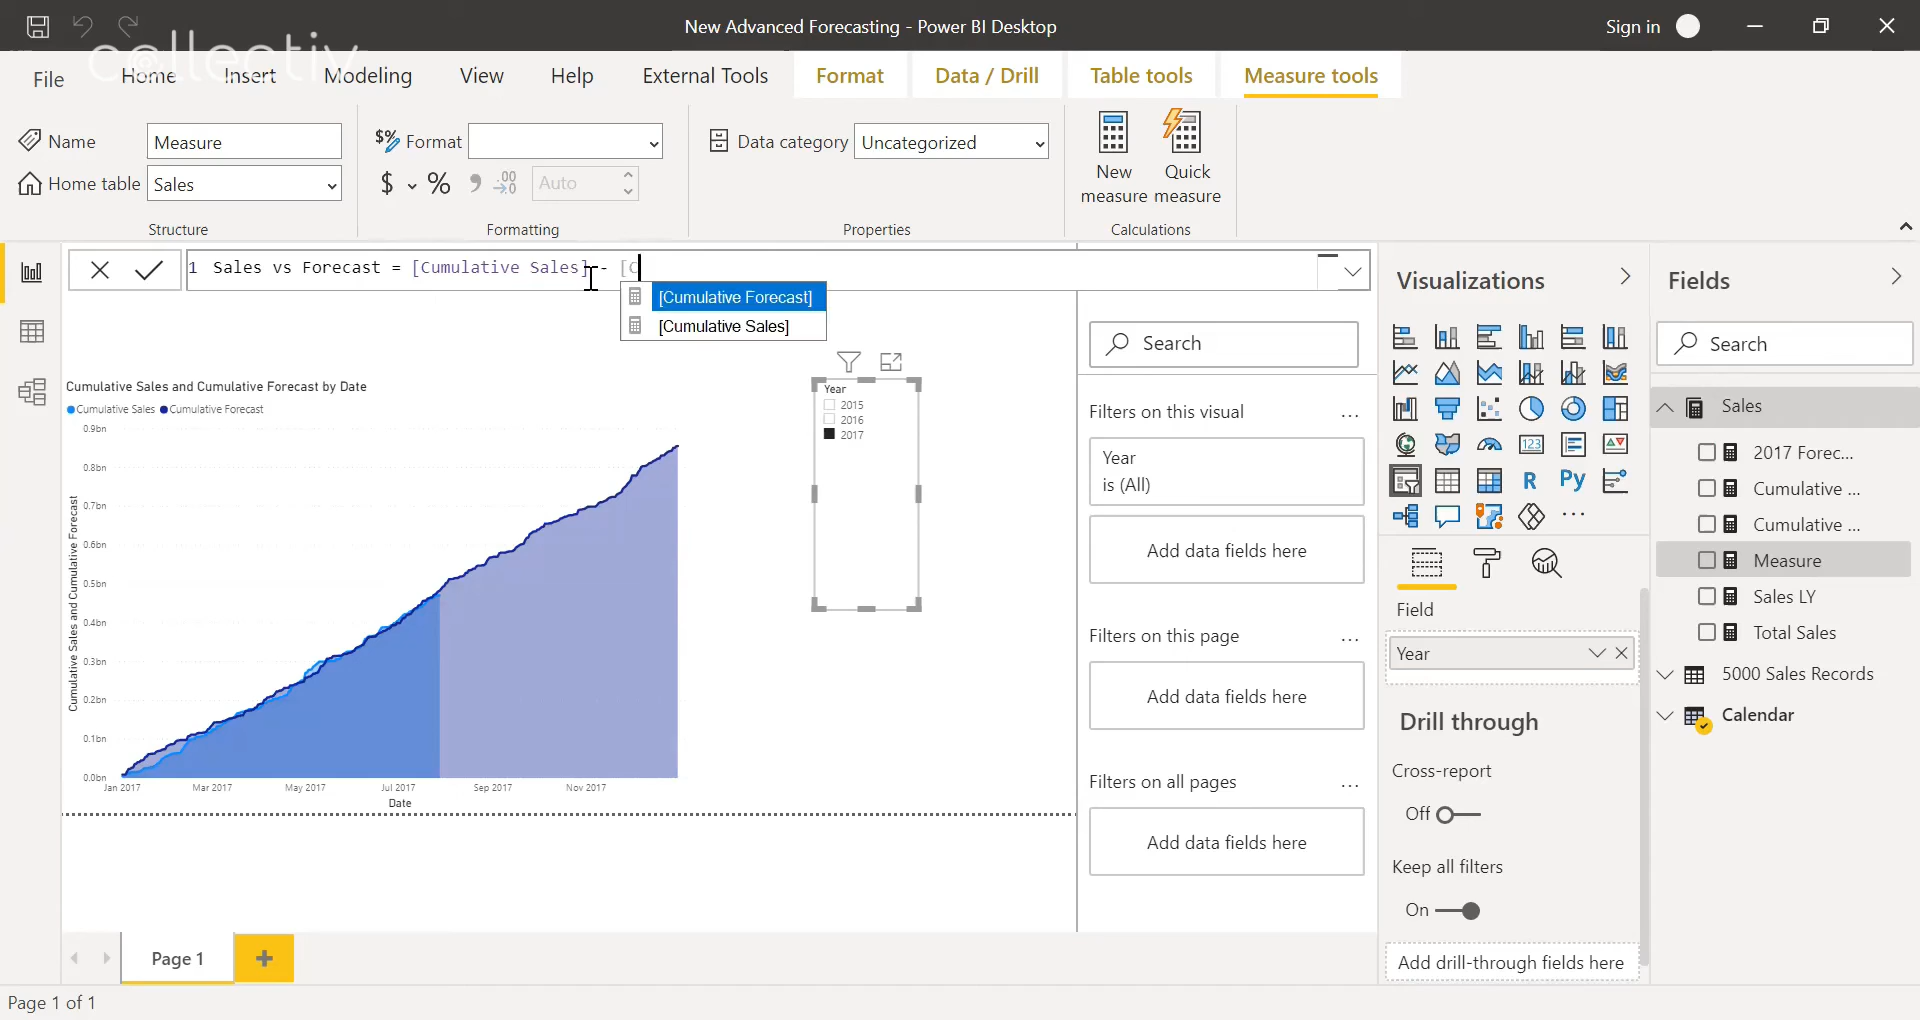 New Advanced Forecasting - Power BI Desktop
Sign in
collectiv
File
Home
Insert
Modeling
View
Help
External Tools
Format
Data / Drill
Table tools
Measure tools
Name
Measure
Home table
Sales
Structure
$%
Format
$
%
,
.00
→0
Auto
Formatting
Data category
Uncategorized
Properties
New
measure
Quick
measure
Calculations
1 Sales vs Forecast = [Cumulative Sales] - [C
[Cumulative Forecast]
[Cumulative Sales]
Cumulative Sales and Cumulative Forecast by Date
Cumulative Sales
Cumulative Forecast
Cumulative Sales and Cumulative Forecast
0.9bn
0.8bn
0.7bn
0.6bn
0.5bn
0.4bn
0.3bn
0.2bn
0.1bn
0.0bn
Jan 2017
Mar 2017
May 2017
Jul 2017
Sep 2017
Nov 2017
Date
Year
2015
2016
2017
Search
Filters on this visual
...
Year
is (All)
Add data fields here
Filters on this page
...
Add data fields here
Filters on all pages
...
Add data fields here
Visualizations
123
R
Py
...
Field
Year
Drill through
Cross-report
Off
Keep all filters
On
Add drill-through fields here
Fields
Search
Sales
2017 Forec...
Cumulative ...
Cumulative ...
Measure
Sales LY
Total Sales
5000 Sales Records
Calendar
Page 1
+
Page 1 of 1